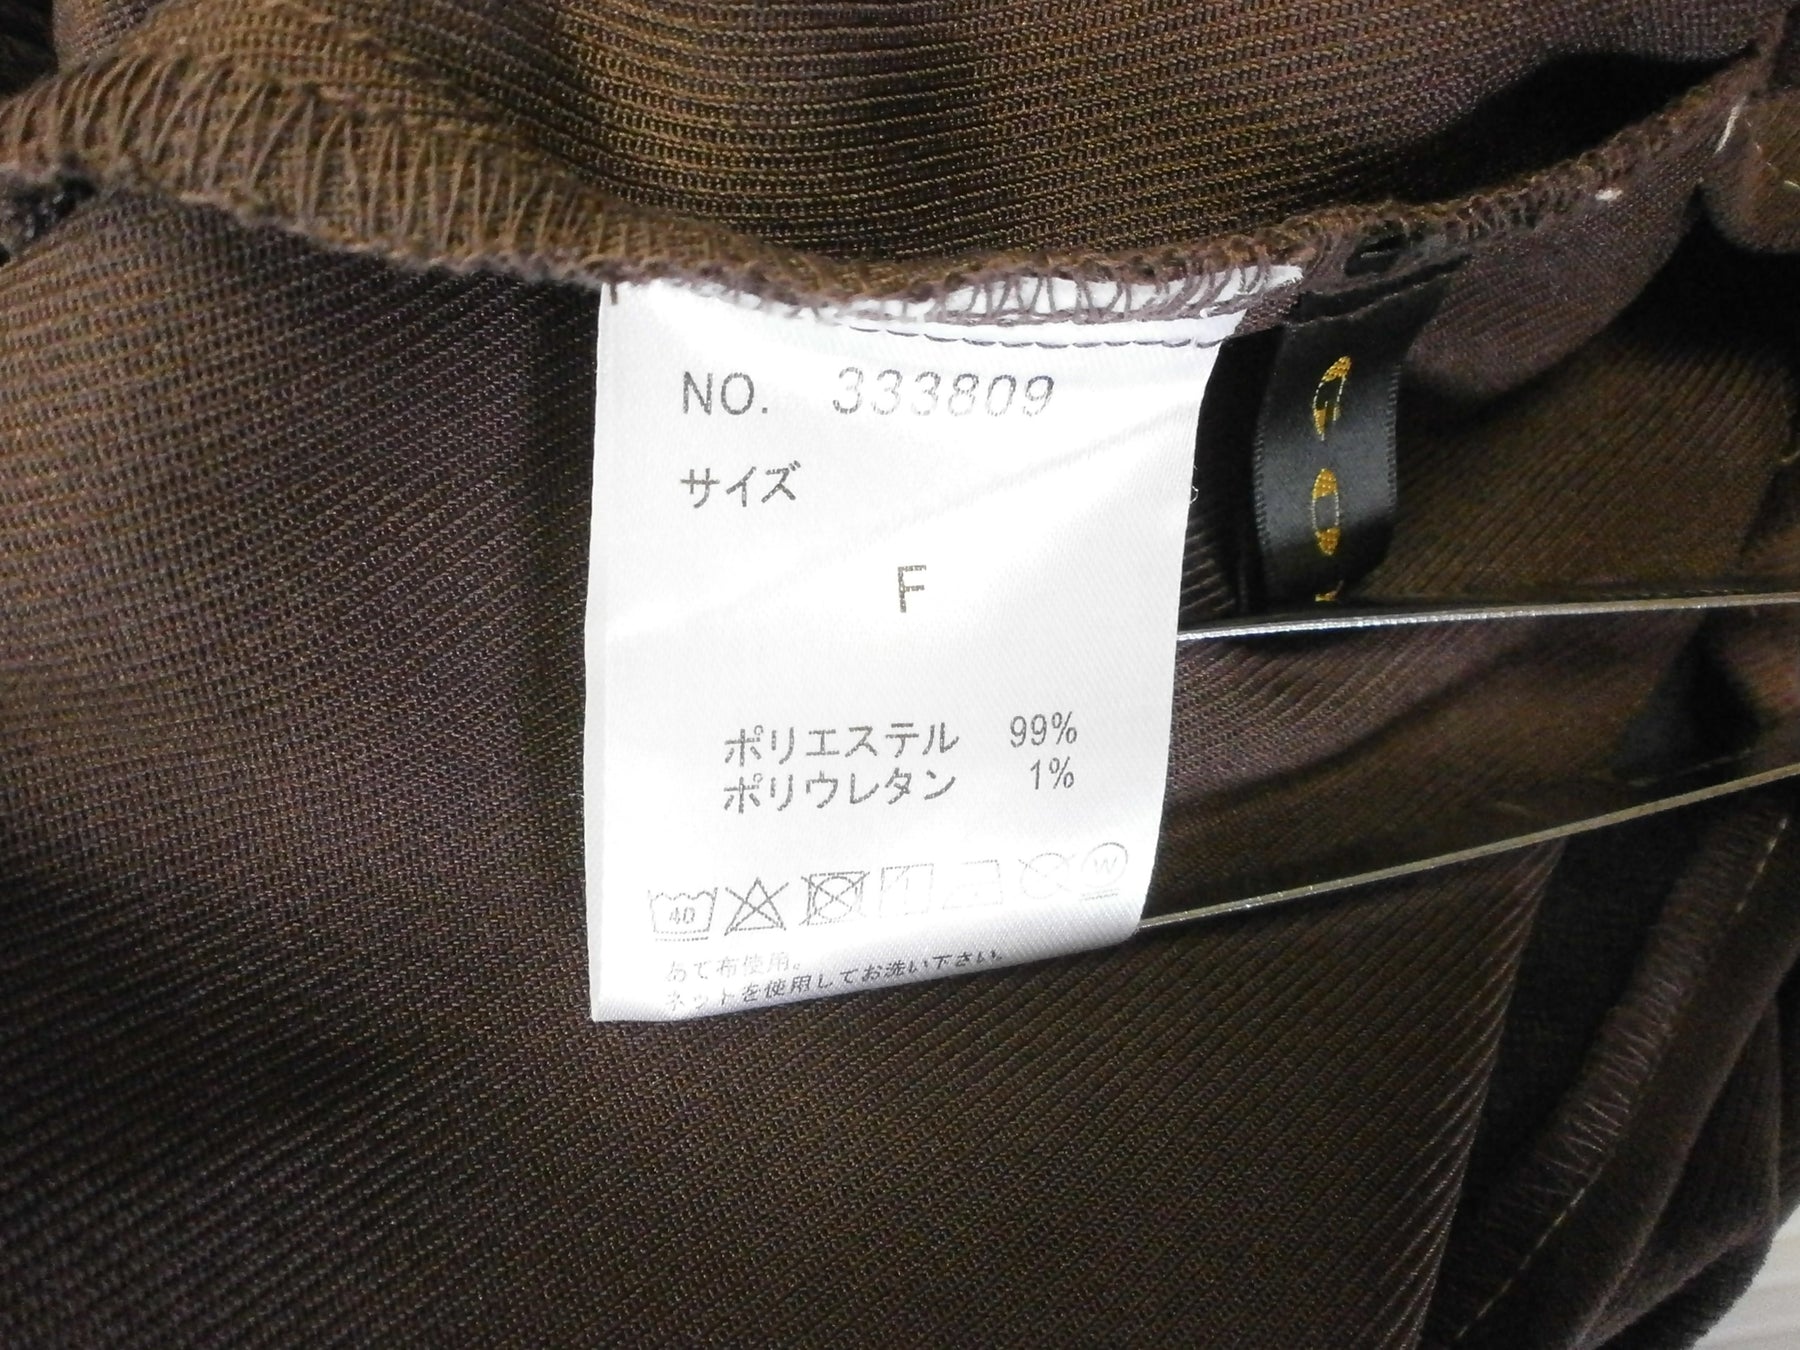 NO. 333809
サイズ
F
ポリエステル 99%
ポリウレタン 1%
40
W
あて布使用。
ネットを使用してお洗い下さい。